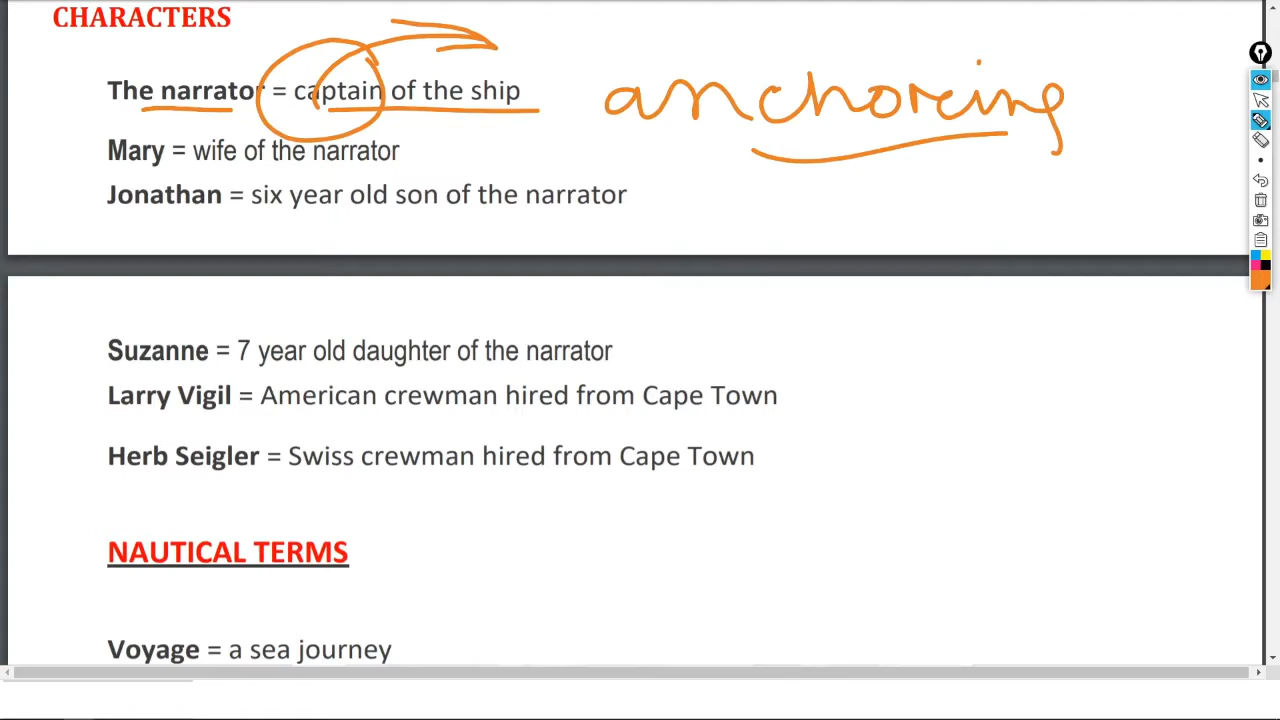 CHARACTERS
The narrator = captain of the ship anchoring
Mary = wife of the narrator
Jonathan = six year old son of the narrator
Suzanne = 7 year old daughter of the narrator
Larry Vigil = American crewman hired from Cape Town
Herb Seigler = Swiss crewman hired from Cape Town
NAUTICAL TERMS
Voyage = a sea journey